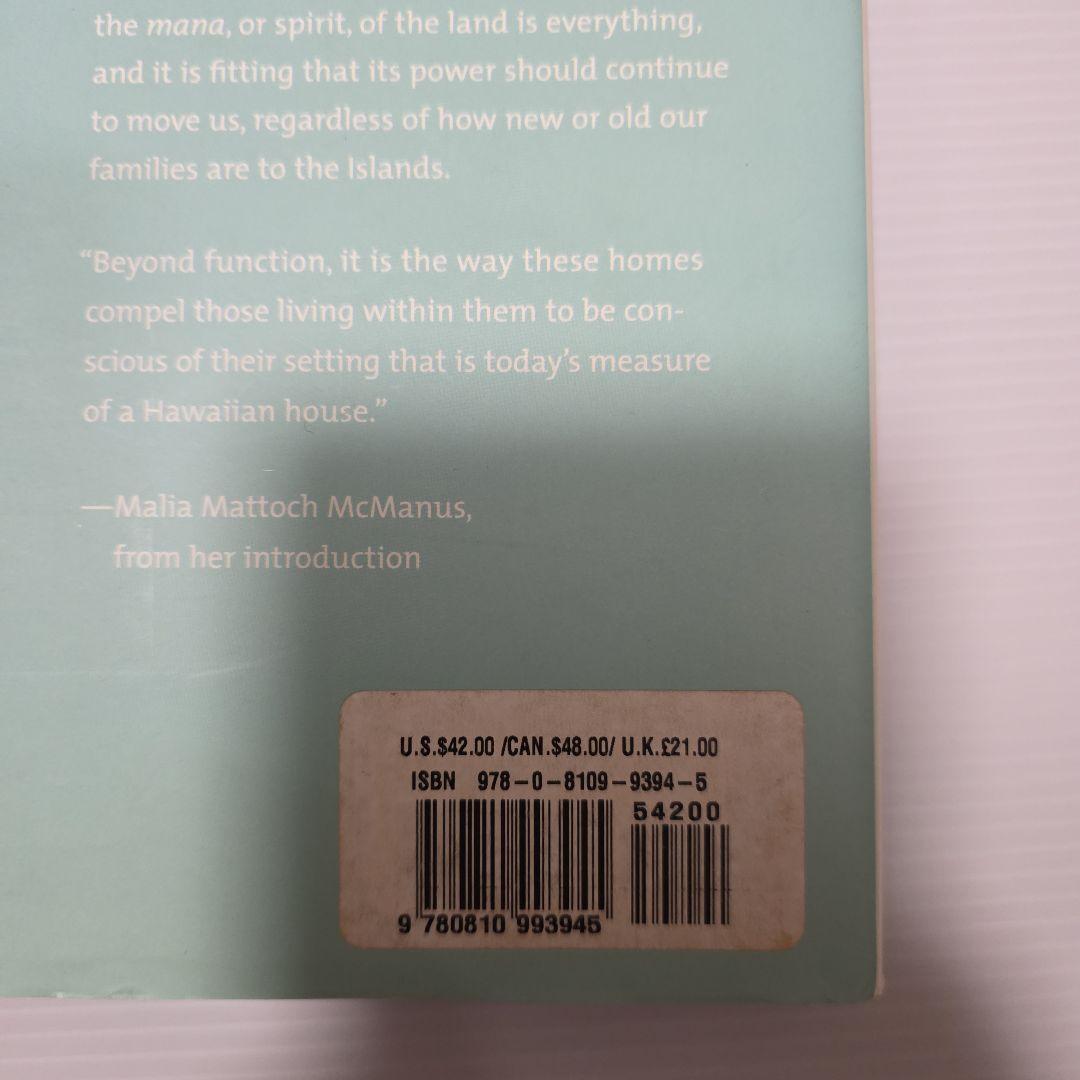 the mana, or spirit, of the land is everything,
and it is fitting that its power should continue
to move us, regardless of how new or old our
families are to the Islands.
“Beyond function, it is the way these homes
compel those living within them to be con-
scious of their setting that is today’s measure
of a Hawaiian house.”
—Malia Mattoch McManus,
from her introduction
U.S.$42.00 /CAN.$48.00/ U.K.£21.00
ISBN 978-0-8109-9394-5
54200
9 780810 993945